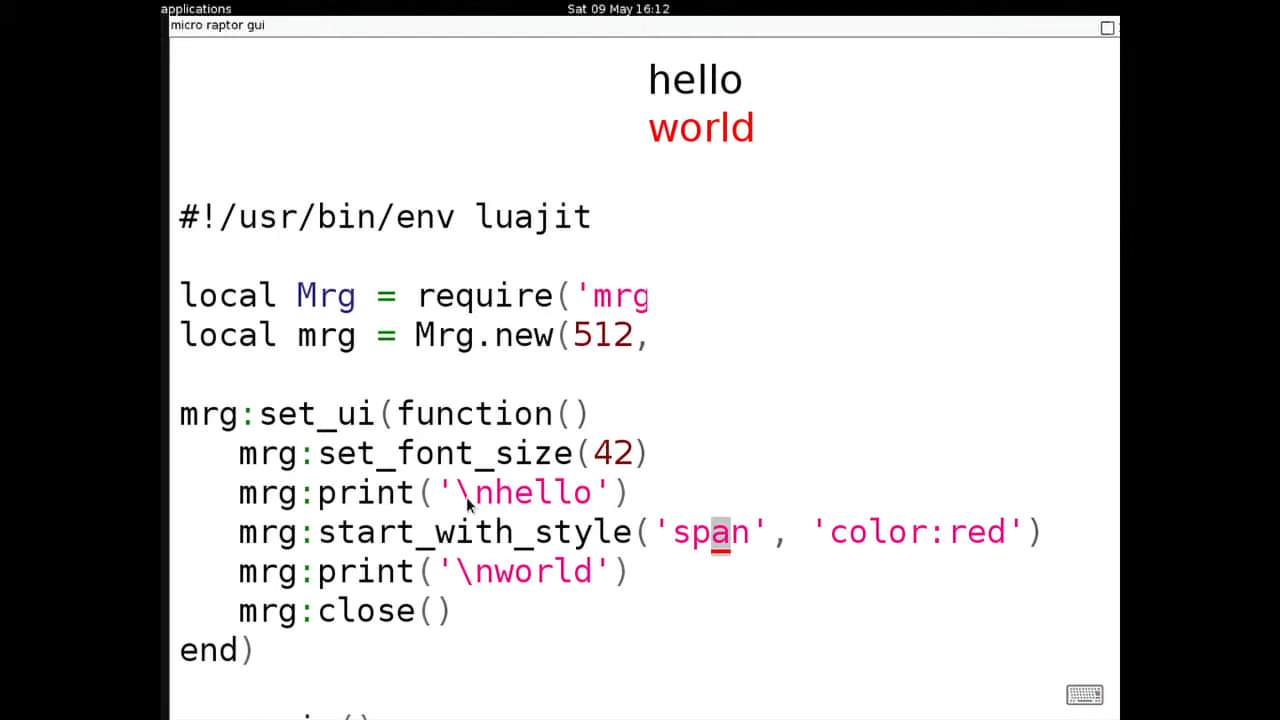 applications Sat 09 May 16:12
micro raptor gui
hello
world
#!/usr/bin/env luajit
local Mrg = require('mrg
local mrg = Mrg.new(512,
mrg:set_ui(function()
mrg:set_font_size(42)
mrg:print('\nhello')
mrg:start_with_style('span', 'color:red')
mrg:print('\nworld')
mrg:close()
end)